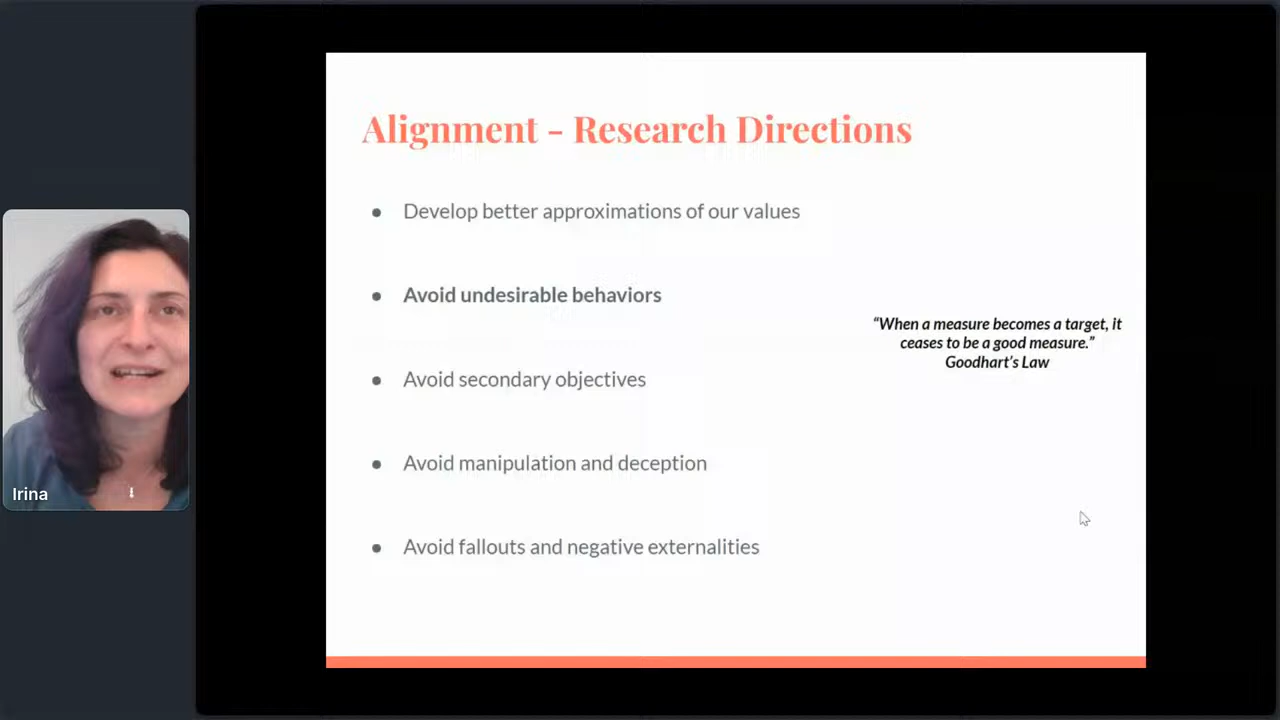 Alignment - Research Directions
● Develop better approximations of our values
● Avoid undesirable behaviors
“When a measure becomes a target, it
ceases to be a good measure.”
Goodhart’s Law
● Avoid secondary objectives
● Avoid manipulation and deception
● Avoid fallouts and negative externalities
Irina